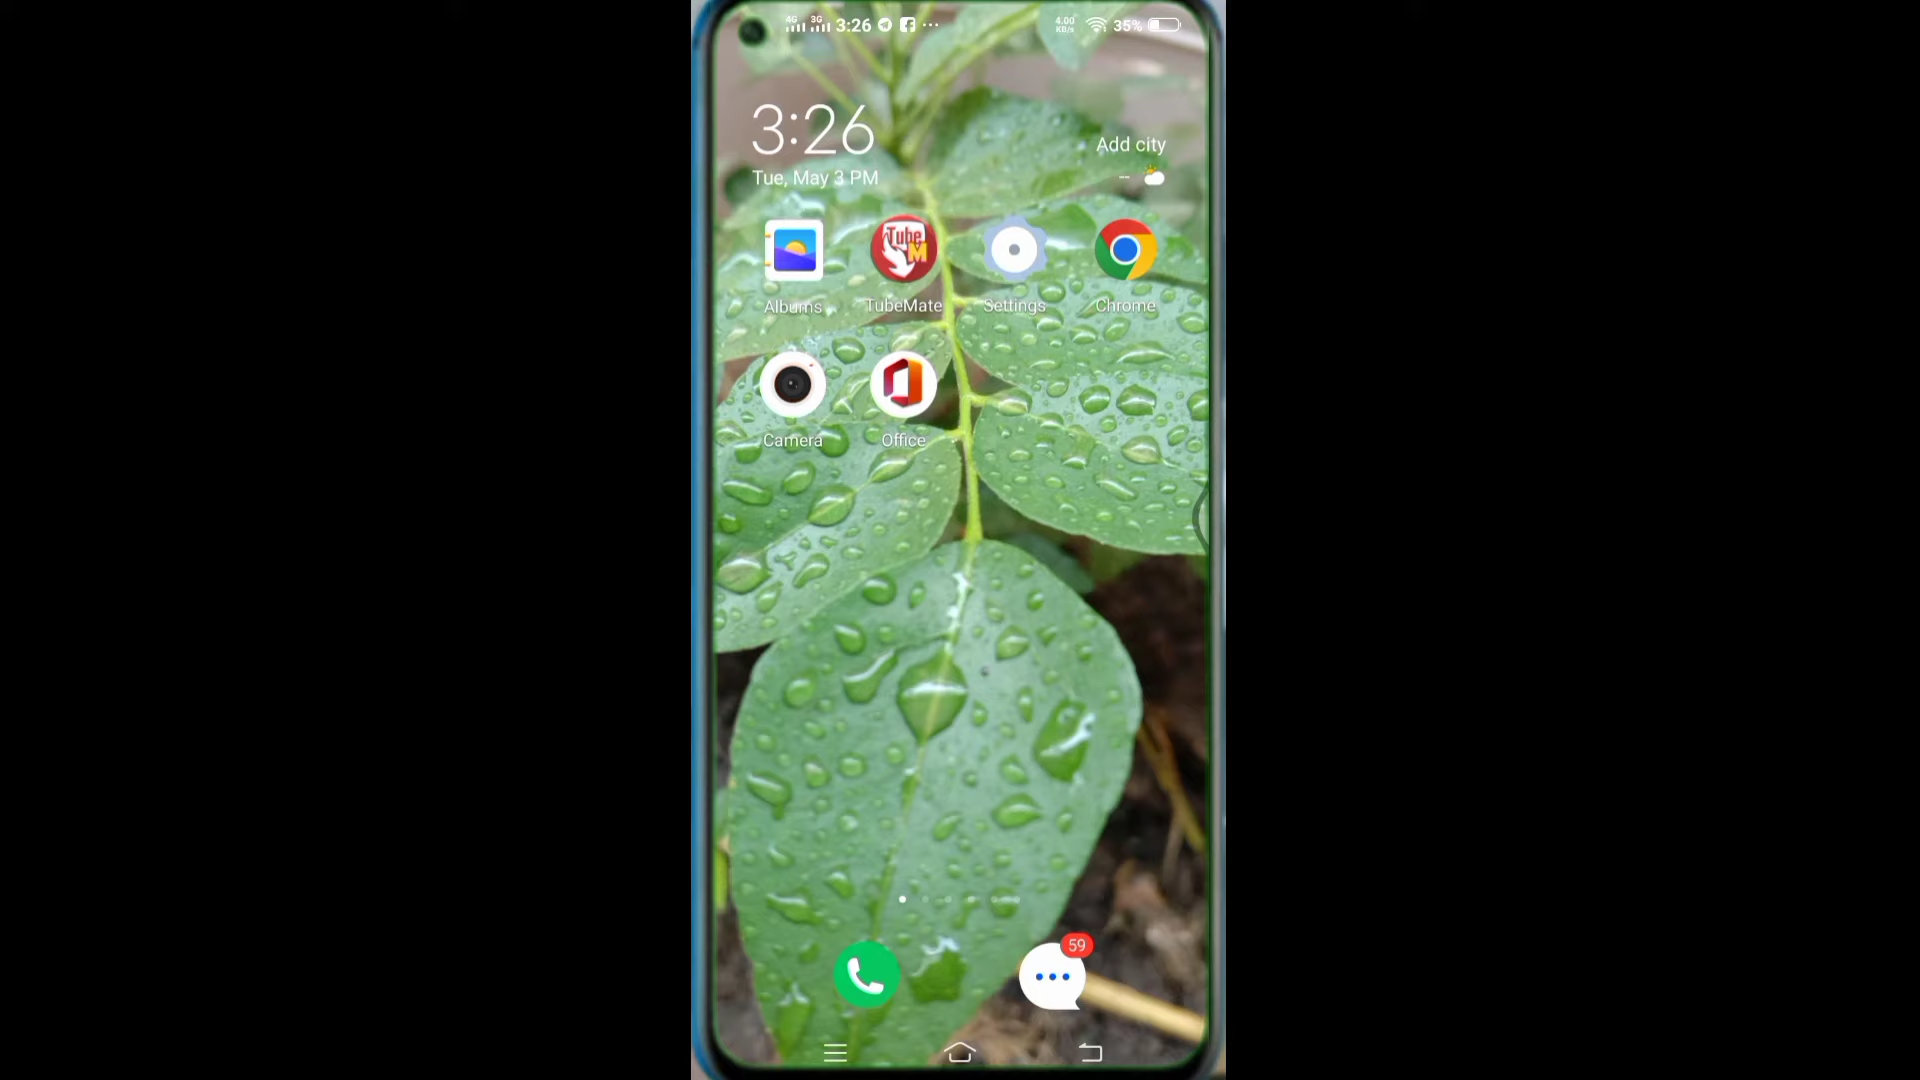 4G 3G 3:26 4.00 KB/s 35%
3:26
Add city
Tue, May 3 PM --
Tube M
Albums TubeMate Settings Chrome
Camera Office
59